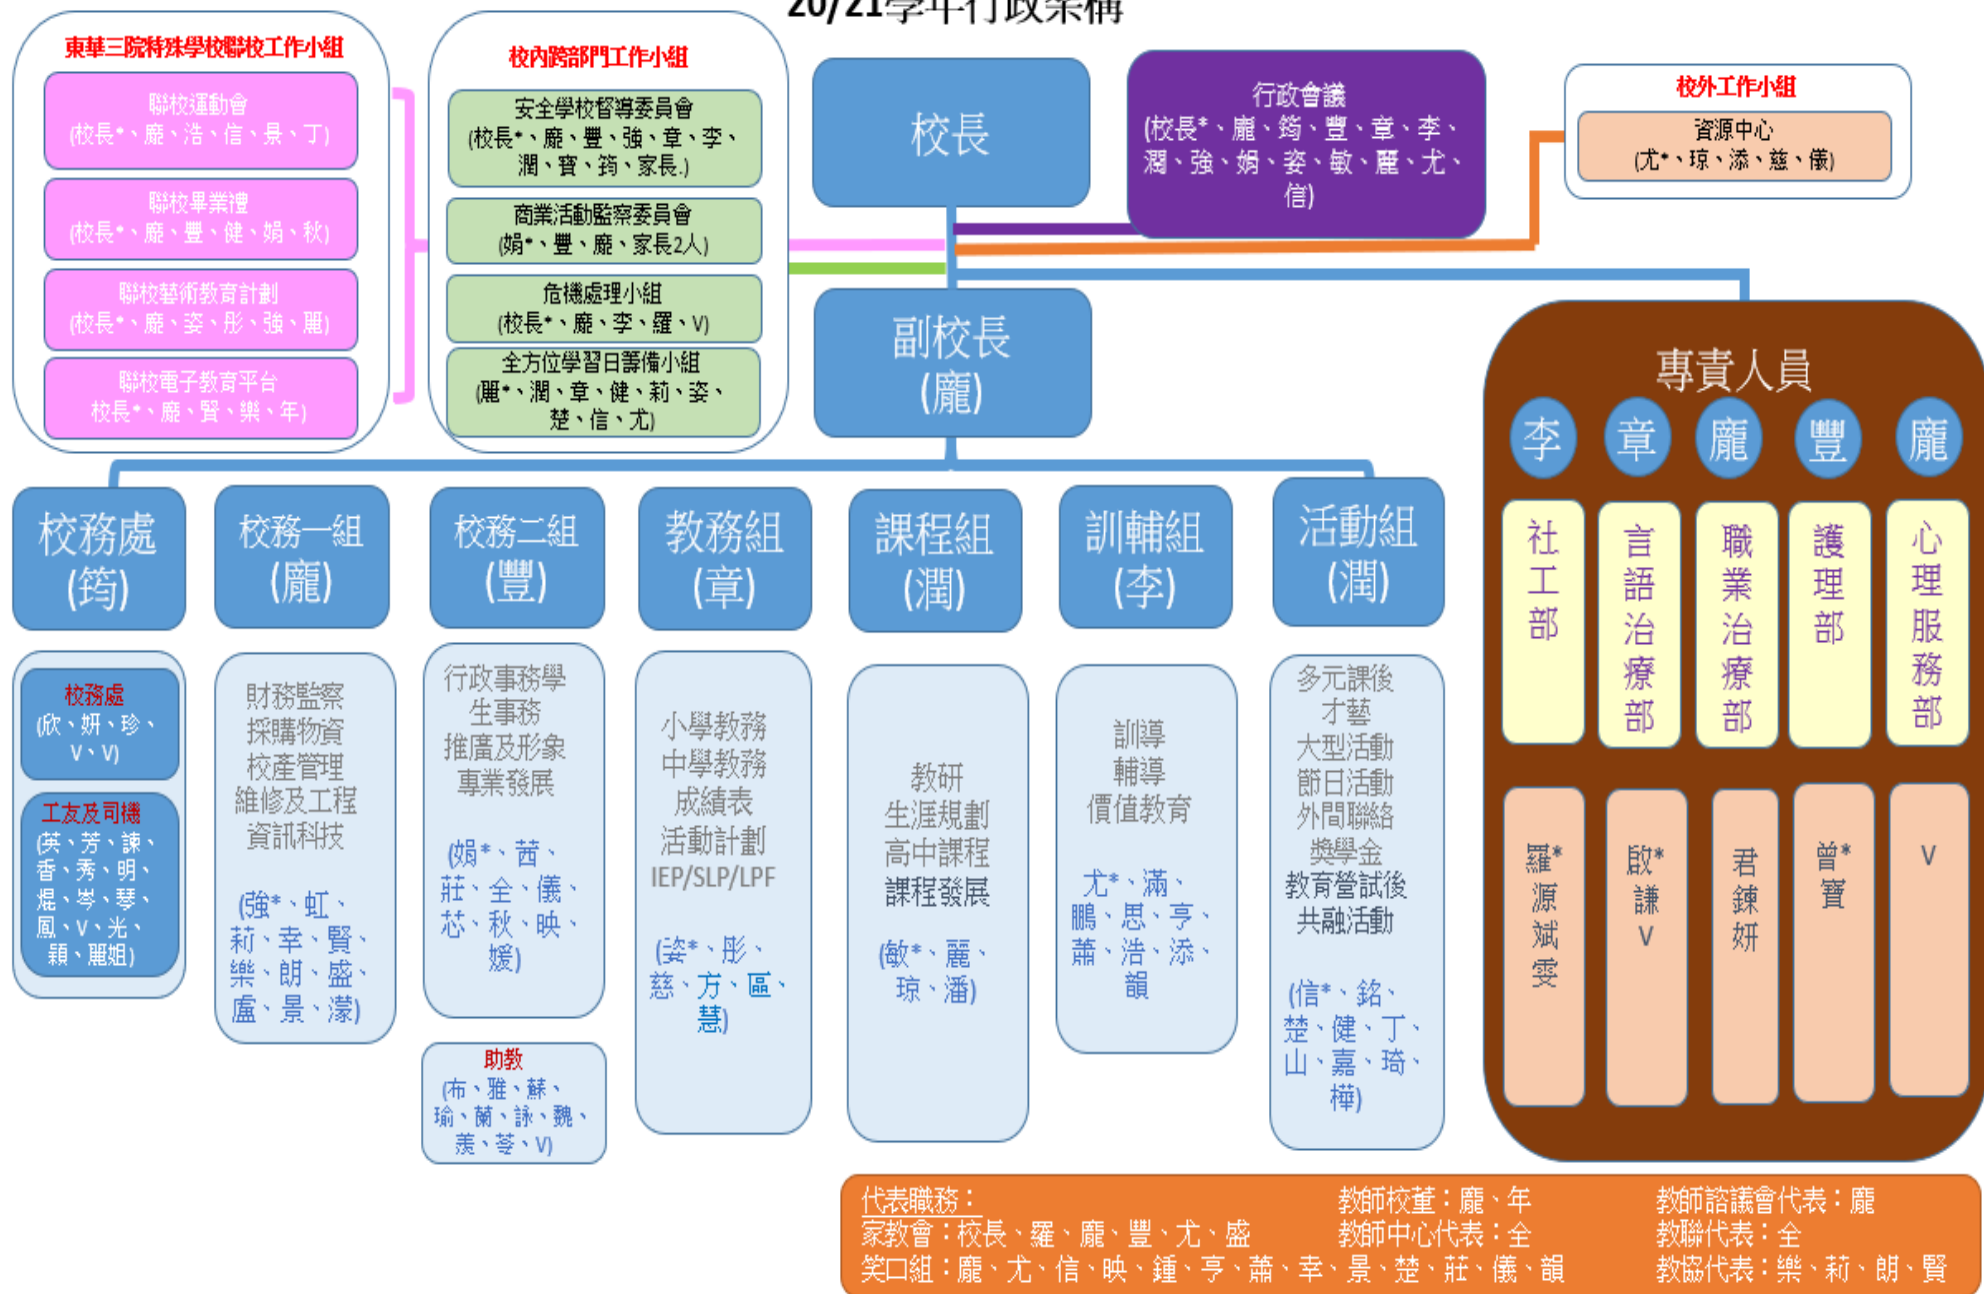 20/21學年行政架構
東華三院特殊學校聯校工作小組
聯校運動會
(校長*、龐、浩、信、景、丁)
聯校畢業禮
(校長*、龐、豐、健、娟、秋)
聯校藝術教育計劃
(校長*、龐、姿、彤、強、麗)
聯校電子教育平台
校長*、龐、賢、樂、年)
校內跨部門工作小組
安全學校督導委員會
(校長*、龐、豐、強、章、李、
潤、寶、筠、家長.)
商業活動監察委員會
(娟*、豐、龐、家長2人)
危機處理小組
(校長*、龐、李、羅、V)
全方位學習日籌備小組
(麗*、潤、章、健、莉、姿、
楚、信、尤)
校長
行政會議
(校長*、龐、筠、豐、章、李、
潤、強、娟、姿、敏、麗、尤、
信)
校外工作小組
資源中心
(尤*、琼、添、慈、儀)
副校長
(龐)
專責人員
李
章
龐
豐
龐
社工部
言語治療部
職業治療部
護理部
心理服務部
羅*源斌雯
啟*謙V
君鍊妍
曾*寶
V
校務處
(筠)
校務處
(欣、妍、珍、
V、V)
工友及司機
(英、芳、諫、
香、秀、明、
焜、岑、琴、
鳳、V、光、
穎、麗姐)
校務一組
(龐)
財務監察
採購物資
校產管理
維修及工程
資訊科技
(強*、虹、
莉、幸、賢、
樂、朗、盛、
盧、景、濛)
校務二組
(豐)
行政事務學
生事務
推廣及形象
專業發展
(娟*、茜、
莊、全、儀、
芯、秋、映、
媛)
助教
(布、雅、蘇、
瑜、蘭、詠、魏、
羨、荃、V)
教務組
(章)
小學教務
中學教務
成績表
活動計劃
IEP/SLP/LPF
(姿*、彤、
慈、方、區、
慧)
課程組
(潤)
教研
生涯規劃
高中課程
課程發展
(敏*、麗、
琼、潘)
訓輔組
(李)
訓導
輔導
價值教育
尤*、滿、
鵬、思、亨、
蕭、浩、添、
韻
活動組
(潤)
多元課後
才藝
大型活動
節日活動
外間聯絡
獎學金
教育營試後
共融活動
(信*、銘、
楚、健、丁、
山、嘉、琦、
樺)
代表職務： 教師校董：龐、年 教師諮議會代表：龐
家教會：校長、羅、龐、豐、尤、盛 教師中心代表：全 教聯代表：全
笑口組：龐、尤、信、映、鍾、亨、蕭、幸、景、楚、莊、儀、韻 教協代表：樂、莉、朗、賢